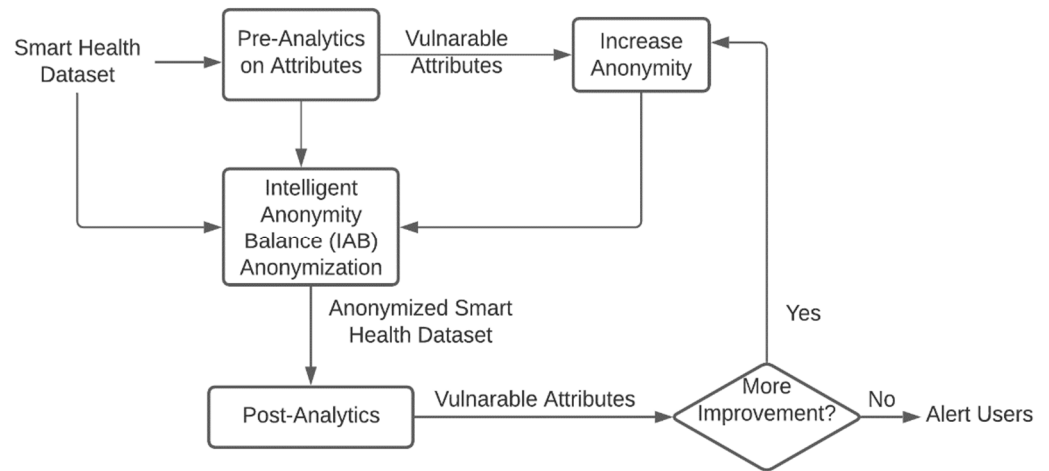 Smart Health
Dataset
Pre-Analytics
on Attributes
Vulnarable
Attributes
Increase
Anonymity
Intelligent
Anonymity
Balance (IAB)
Anonymization
Anonymized Smart
Health Dataset
Yes
Post-Analytics
Vulnarable Attributes
More
Improvement?
No
Alert Users